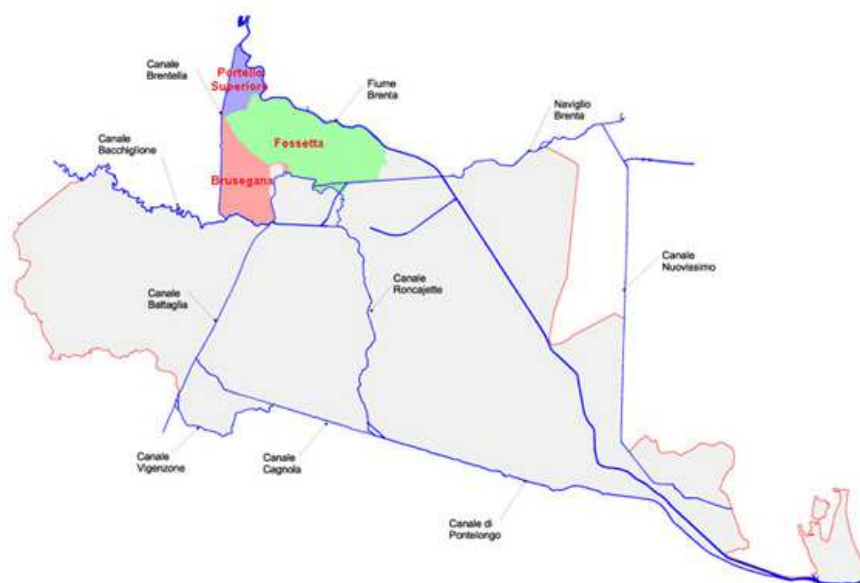 Canale
Brentella
Portello
Superiore
Fiume
Brenta
Naviglio
Brenta
Canale
Bacchiglione
Fossetta
Brusegana
Canale
Nuovissimo
Canale
Battaglia
Canale
Roncajette
Canale
Vigenzone
Canale
Cagnola
Canale di
Pontelongo